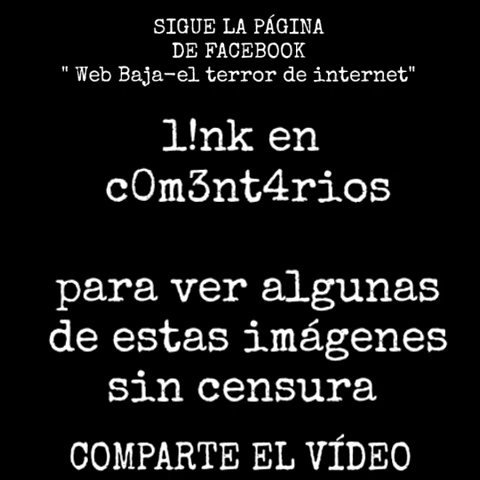 SIGUE LA PÁGINA
DE FACEBOOK
" Web Baja-el terror de internet"
l!nk en
c0m3nt4rios
para ver algunas
de estas imágenes
sin censura
COMPARTE EL VÍDEO